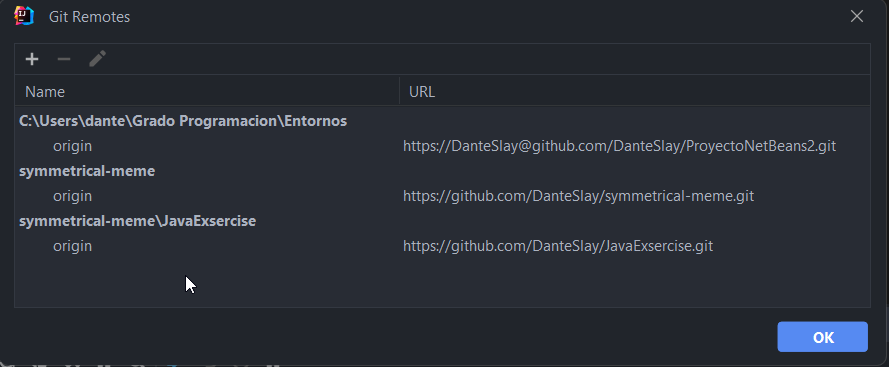 Git Remotes
Name URL
C:\Users\dante\Grado Programacion\Entornos
origin https://DanteSlay@github.com/DanteSlay/ProyectoNetBeans2.git
symmetrical-meme
origin https://github.com/DanteSlay/symmetrical-meme.git
symmetrical-meme\JavaExsercise
origin https://github.com/DanteSlay/JavaExsercise.git
OK